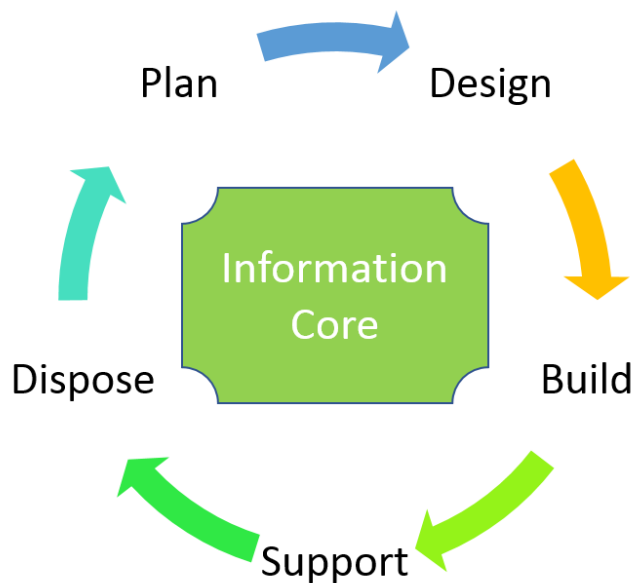 Plan
Design
Information
Core
Dispose
Build
Support